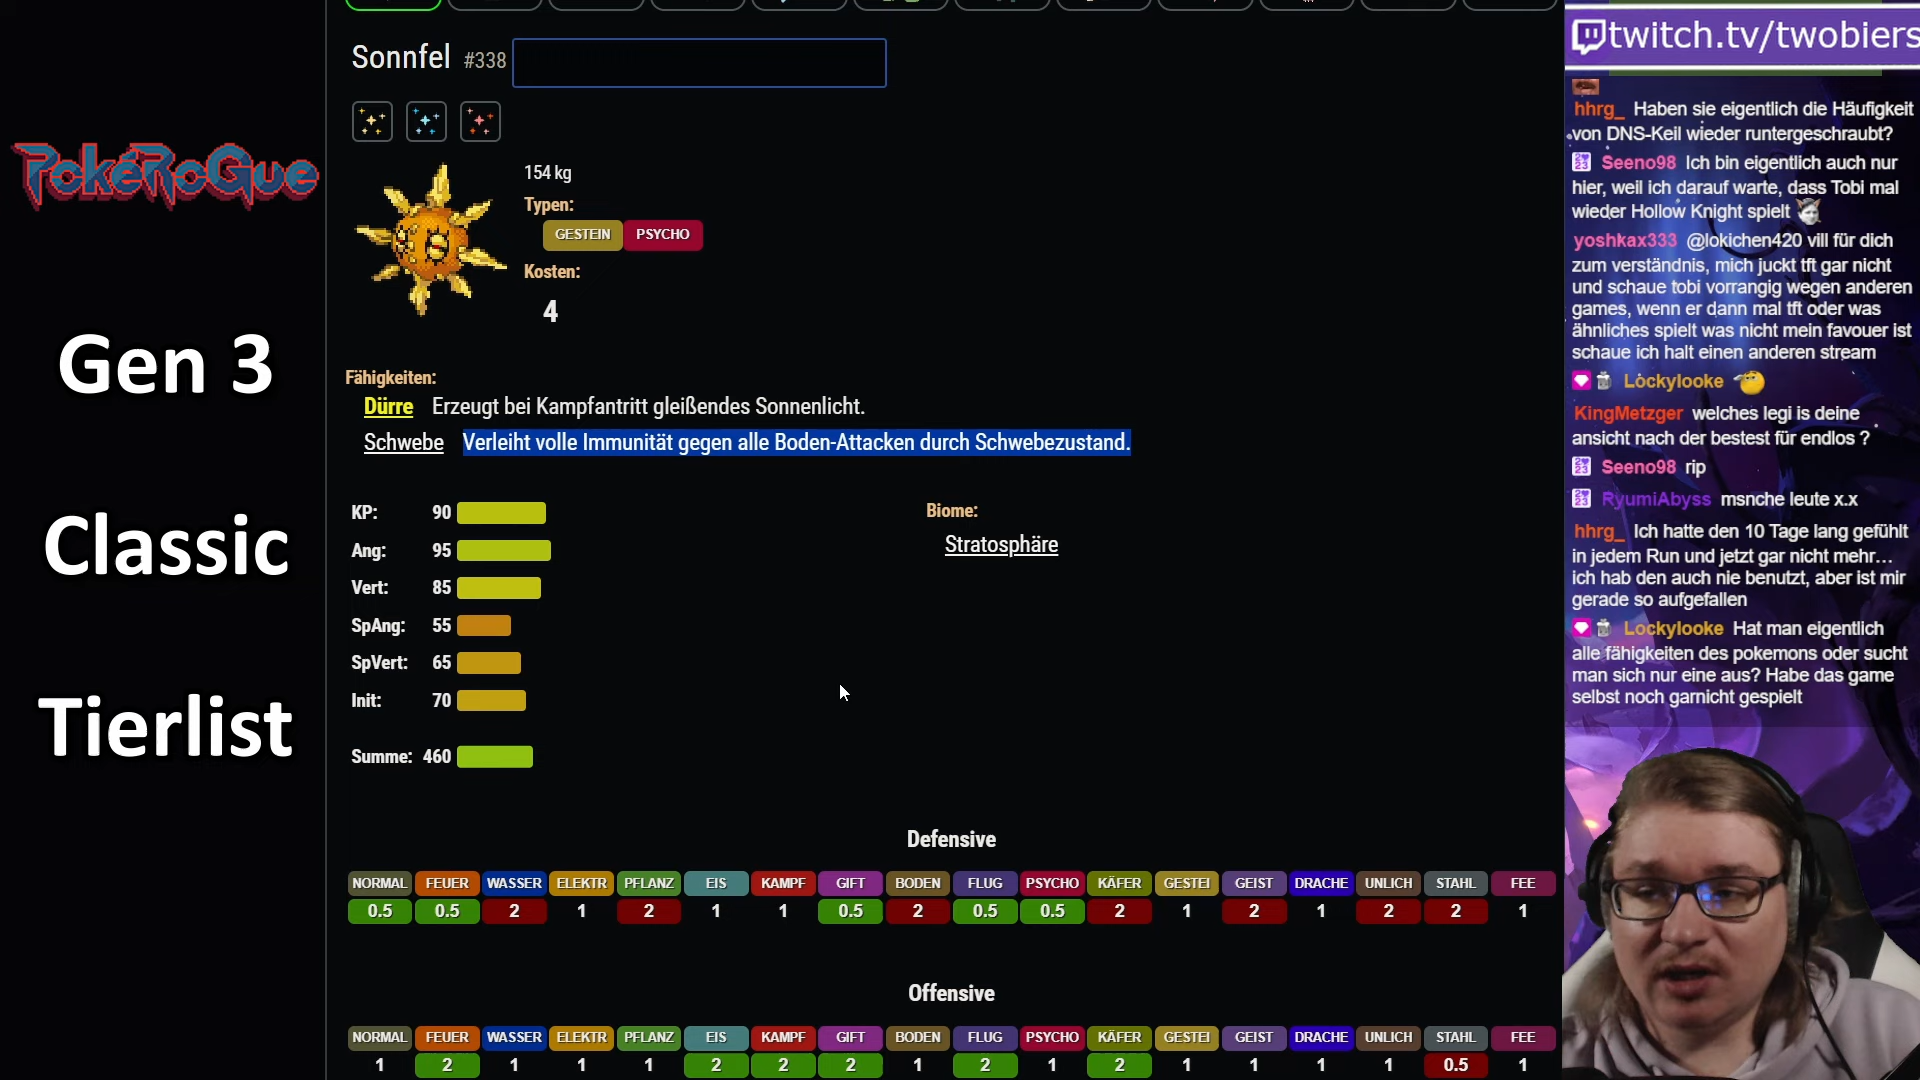 PokéRogue
Gen 3
Classic
Tierlist
Sonnfel #338
154 kg
Typen:
GESTEIN PSYCHO
Kosten:
4
Fähigkeiten:
Dürre Erzeugt bei Kampfantritt gleißendes Sonnenlicht.
Schwebe Verleiht volle Immunität gegen alle Boden-Attacken durch Schwebezustand.
KP: 90
Ang: 95
Vert: 85
SpAng: 55
SpVert: 65
Init: 70
Summe: 460
Biome:
Stratosphäre
Defensive
NORMAL FEUER WASSER ELEKTR PFLANZ EIS KAMPF GIFT BODEN FLUG PSYCHO KÄFER GESTEI GEIST DRACHE UNLICH STAHL FEE
0.5 0.5 2 1 2 1 1 0.5 2 0.5 0.5 2 1 2 1 2 2 1
Offensive
NORMAL FEUER WASSER ELEKTR PFLANZ EIS KAMPF GIFT BODEN FLUG PSYCHO KÄFER GESTEI GEIST DRACHE UNLICH STAHL FEE
1 2 1 1 1 2 2 2 1 2 1 2 1 1 1 1 0.5 1
twitch.tv/twobiers
hhrg_ Haben sie eigentlich die Häufigkeit
von DNS-Keil wieder runtergeschraubt?
Seeno98 Ich bin eigentlich auch nur
hier, weil ich darauf warte, dass Tobi mal
wieder Hollow Knight spielt
yoshkax333 @lokichen420 vill für dich
zum verständnis, mich juckt tft gar nicht
und schaue tobi vorrangig wegen anderen
games, wenn er dann mal tft oder was
ähnliches spielt was nicht mein favouer ist
schaue ich halt einen anderen stream
Lockylooke
KingMetzger welches legi is deine
ansicht nach der bestest für endlos ?
Seeno98 rip
RyumiAbyss msnche leute x.x
hhrg_ Ich hatte den 10 Tage lang gefühlt
in jedem Run und jetzt gar nicht mehr…
ich hab den auch nie benutzt, aber ist mir
gerade so aufgefallen
Lockylooke Hat man eigentlich
alle fähigkeiten des pokemons oder sucht
man sich nur eine aus? Habe das game
selbst noch garnicht gespielt